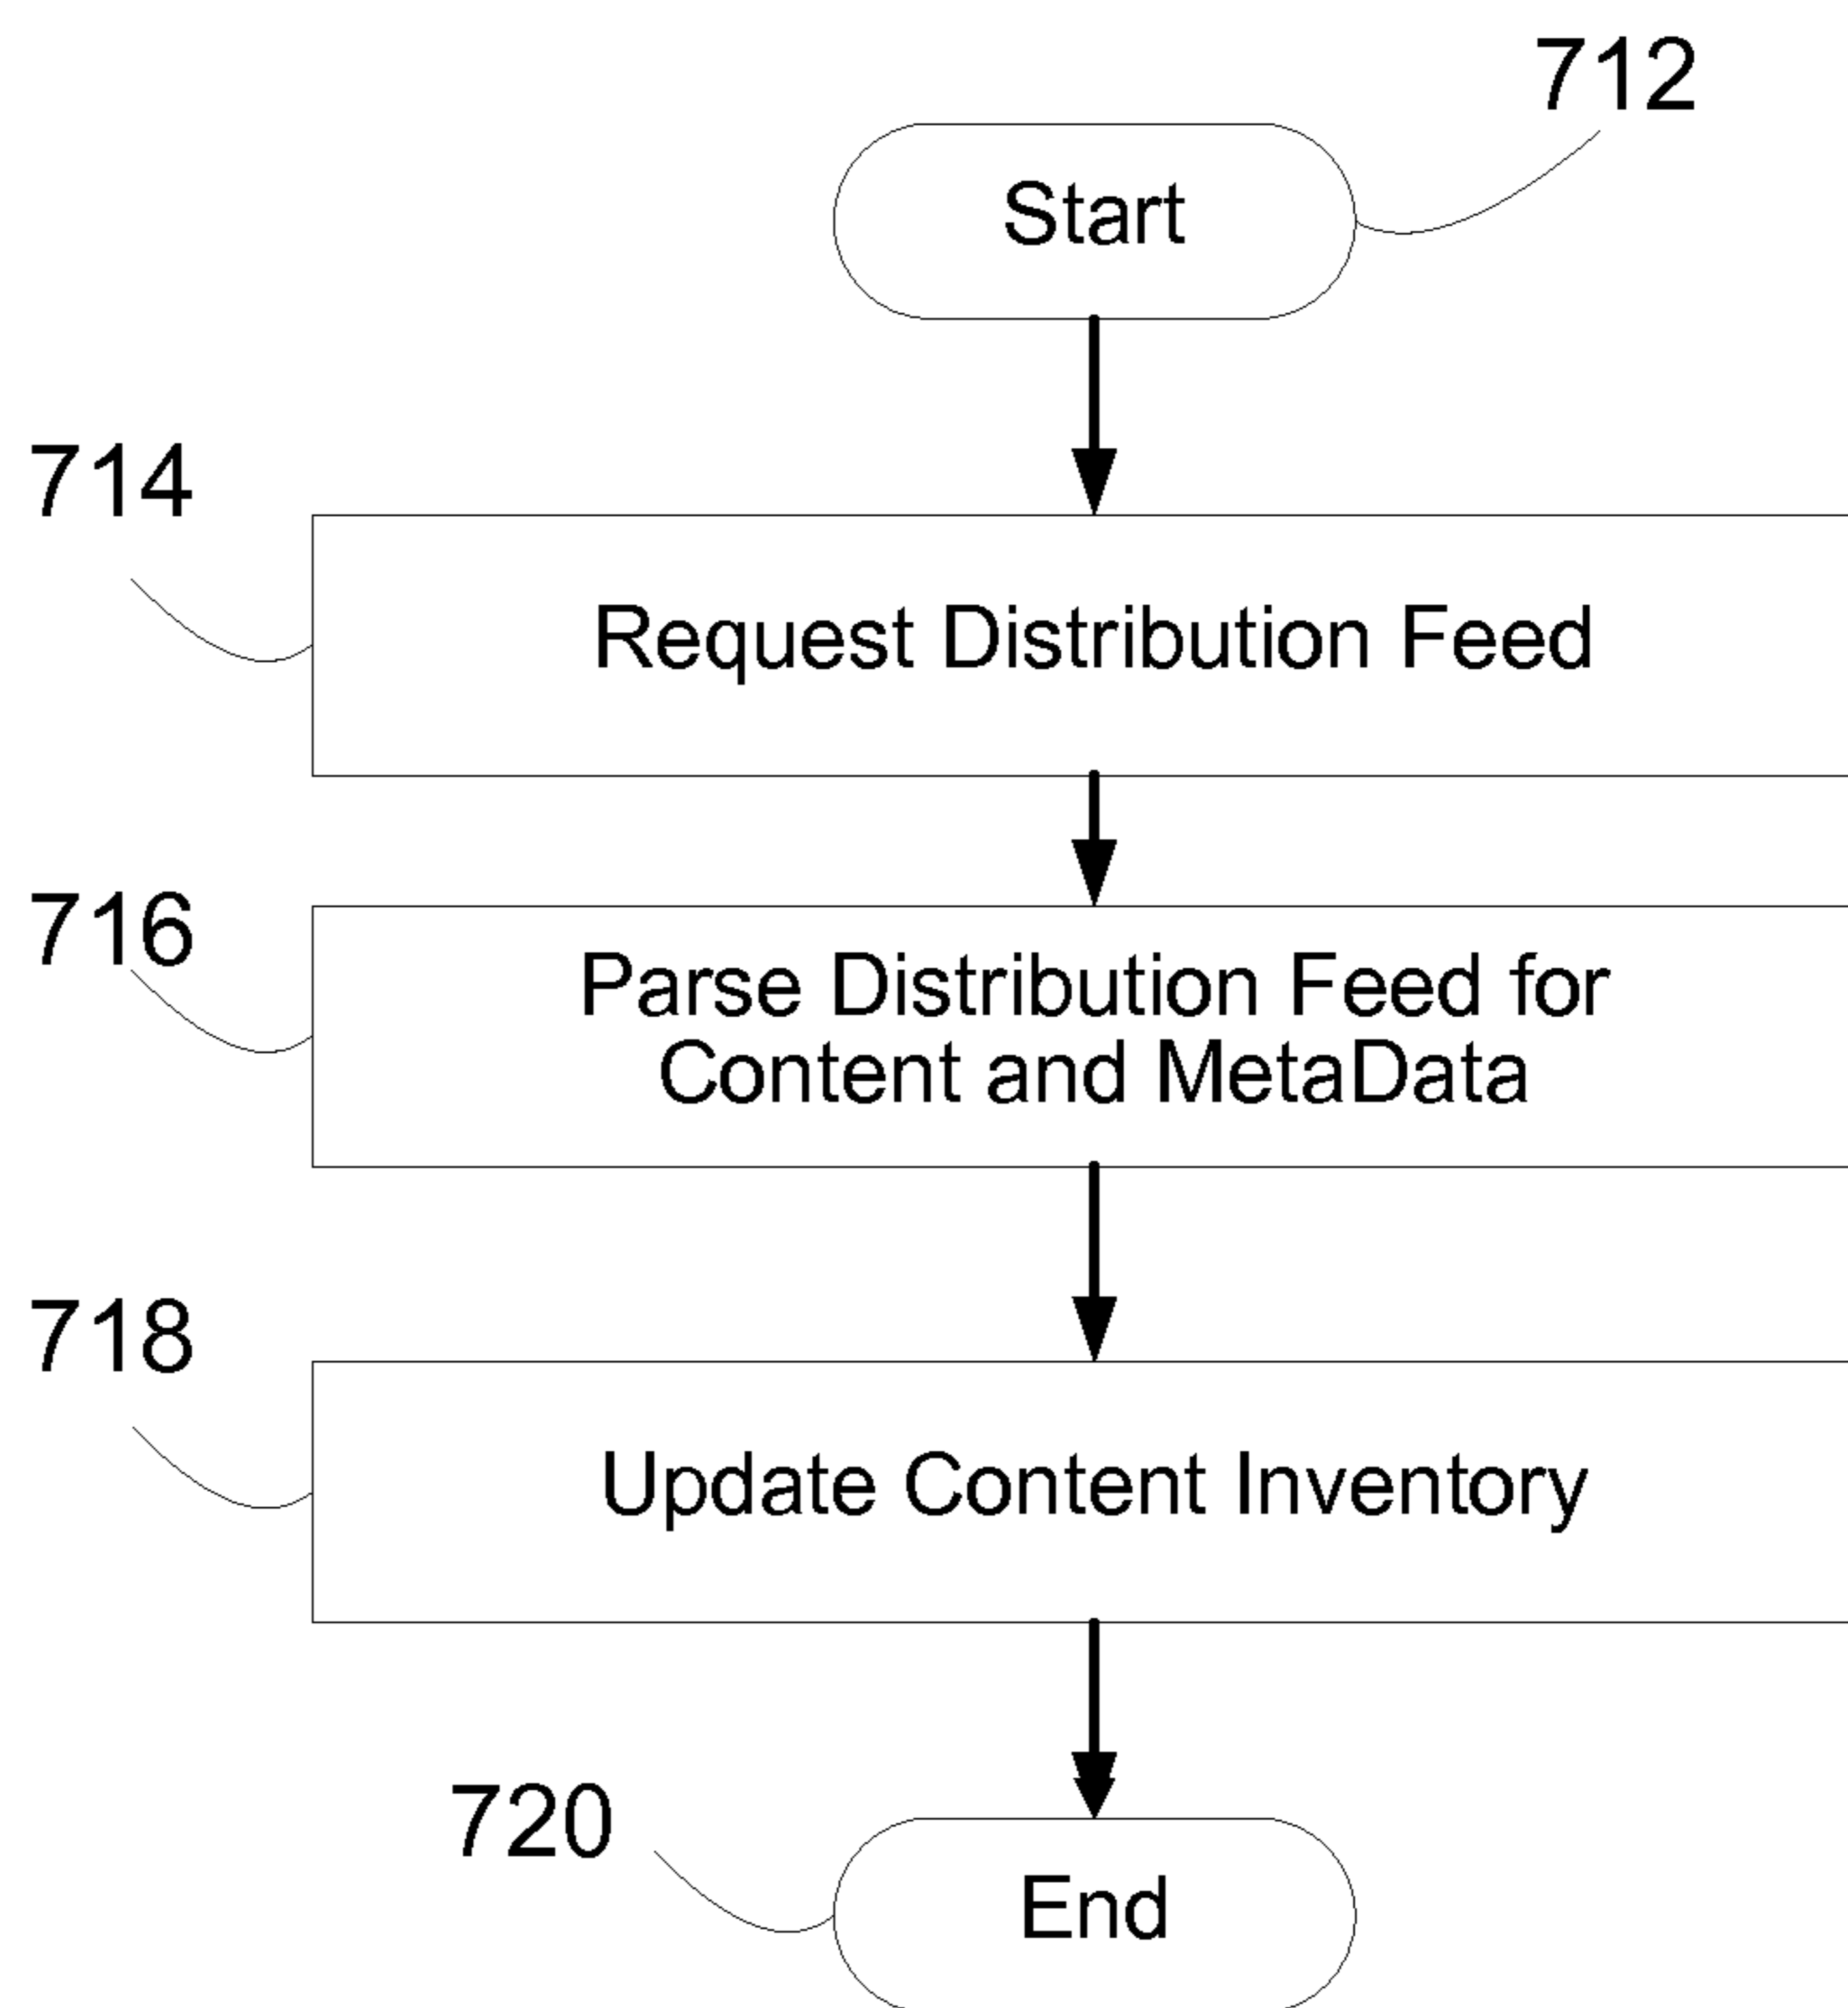 712
Start
714
Request Distribution Feed
716
Parse Distribution Feed for
Content and MetaData
718
Update Content Inventory
720
End